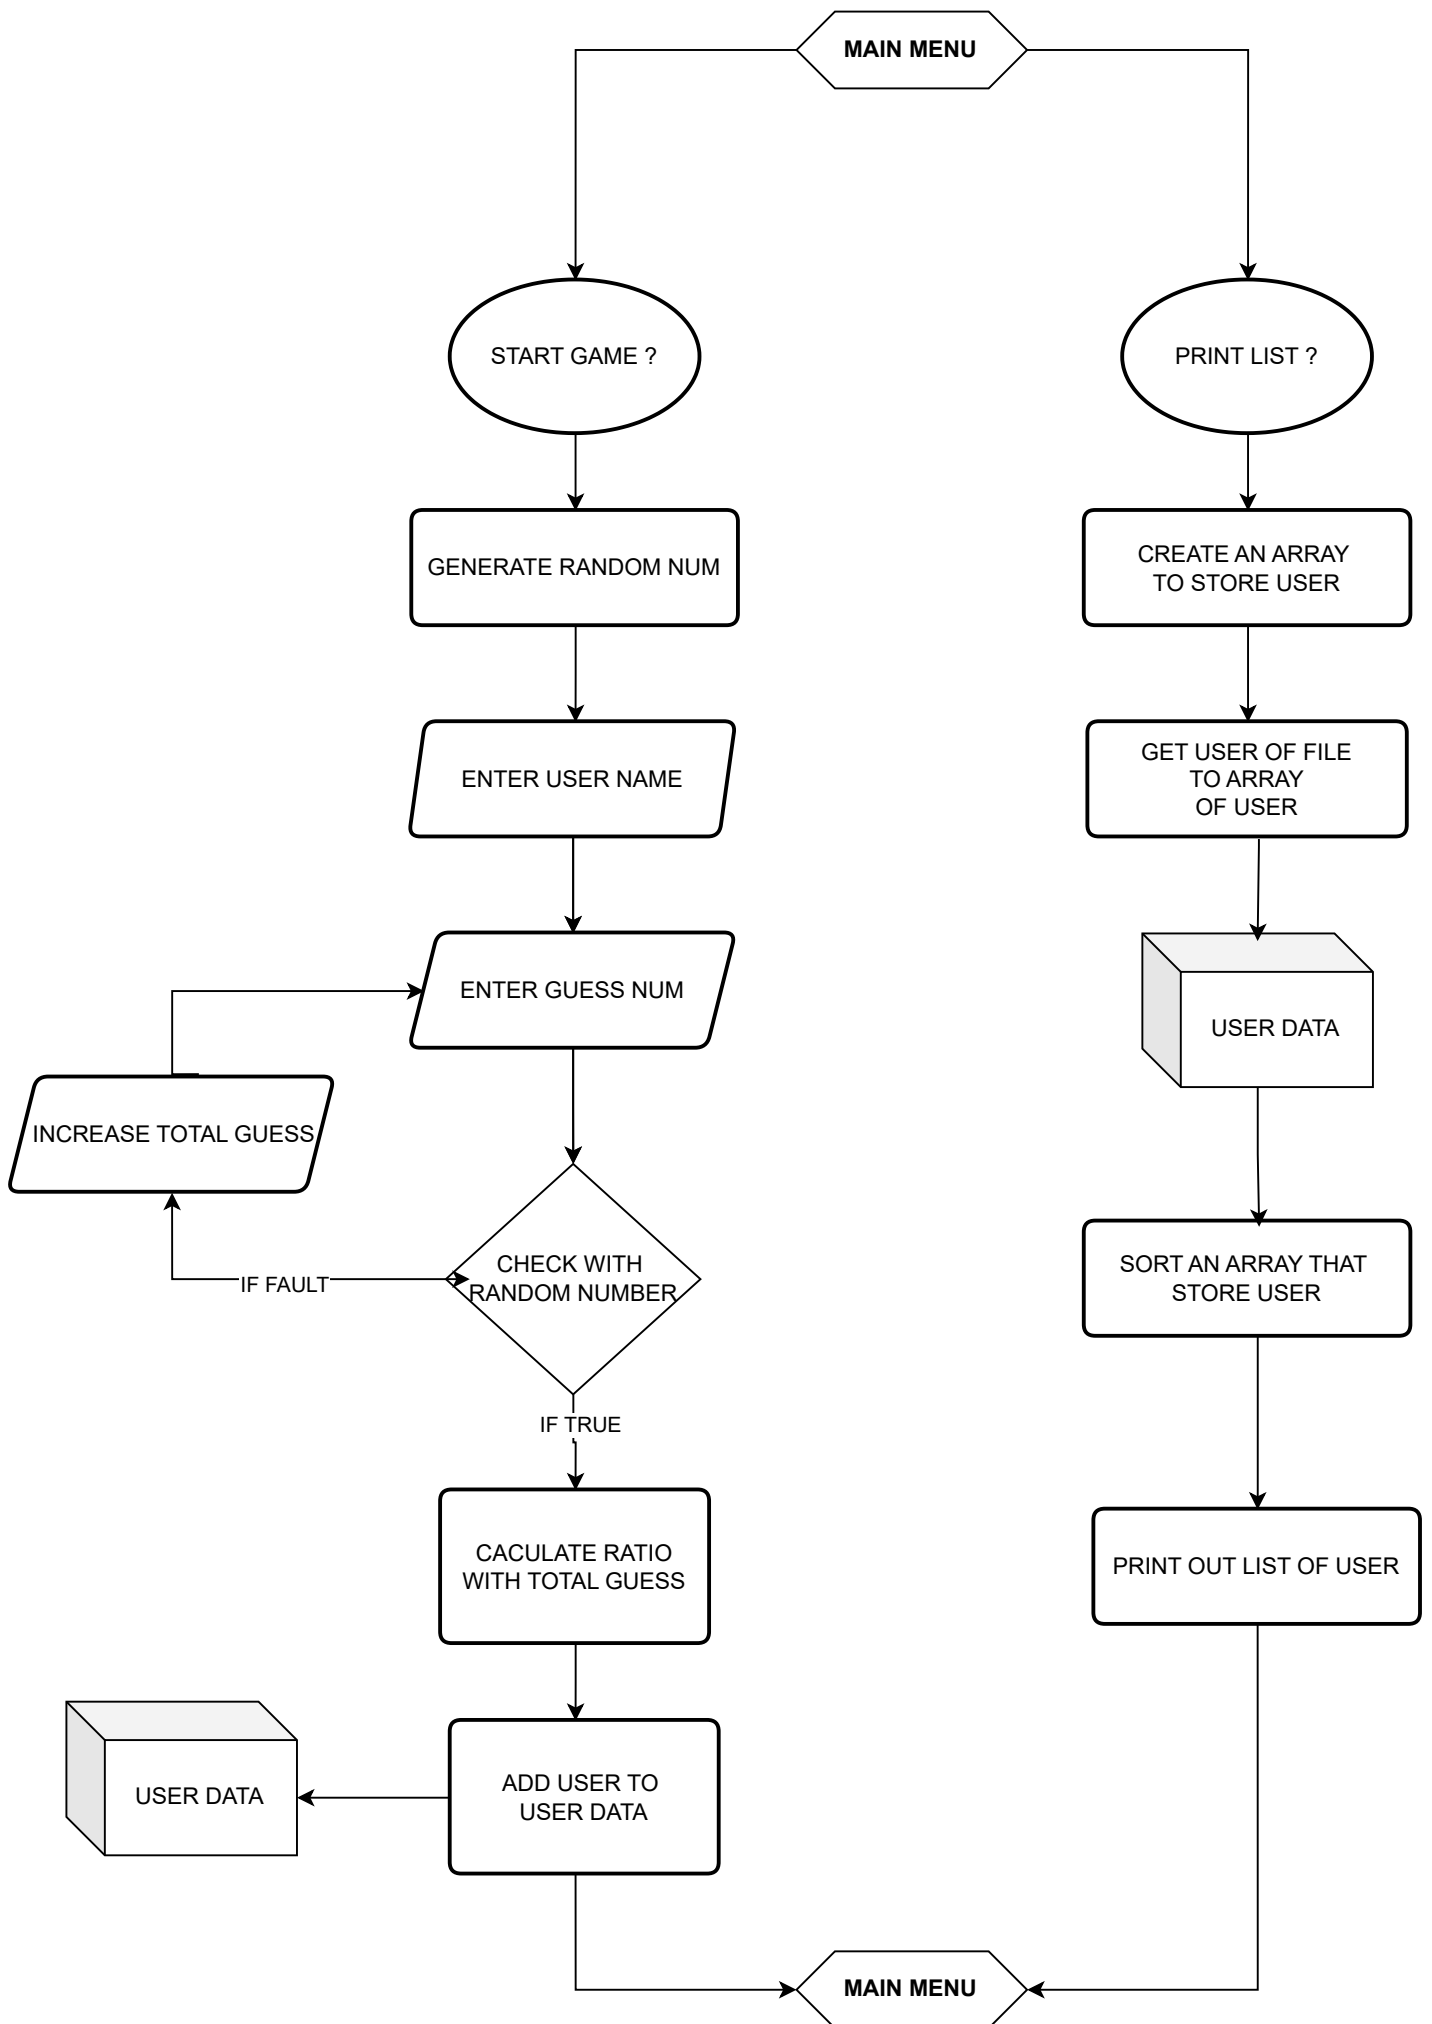 MAIN MENU
START GAME ?
PRINT LIST ?
GENERATE RANDOM NUM
CREATE AN ARRAY
TO STORE USER
ENTER USER NAME
GET USER OF FILE
TO ARRAY
OF USER
ENTER GUESS NUM
USER DATA
INCREASE TOTAL GUESS
CHECK WITH
RANDOM NUMBER
IF FAULT
SORT AN ARRAY THAT
STORE USER
IF TRUE
CACULATE RATIO
WITH TOTAL GUESS
PRINT OUT LIST OF USER
USER DATA
ADD USER TO
USER DATA
MAIN MENU